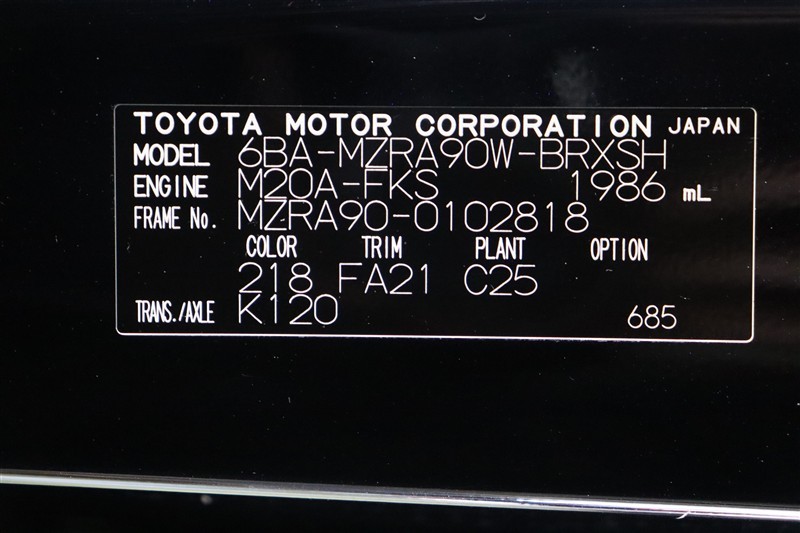 TOYOTA MOTOR CORPORATION JAPAN
MODEL 6BA-MZRA90W-BRXSH
ENGINE M20A-FKS 1986 mL
FRAME No. MZRA90-0102818
COLOR TRIM PLANT OPTION
218 FA21 C25
TRANS./AXLE K120 685